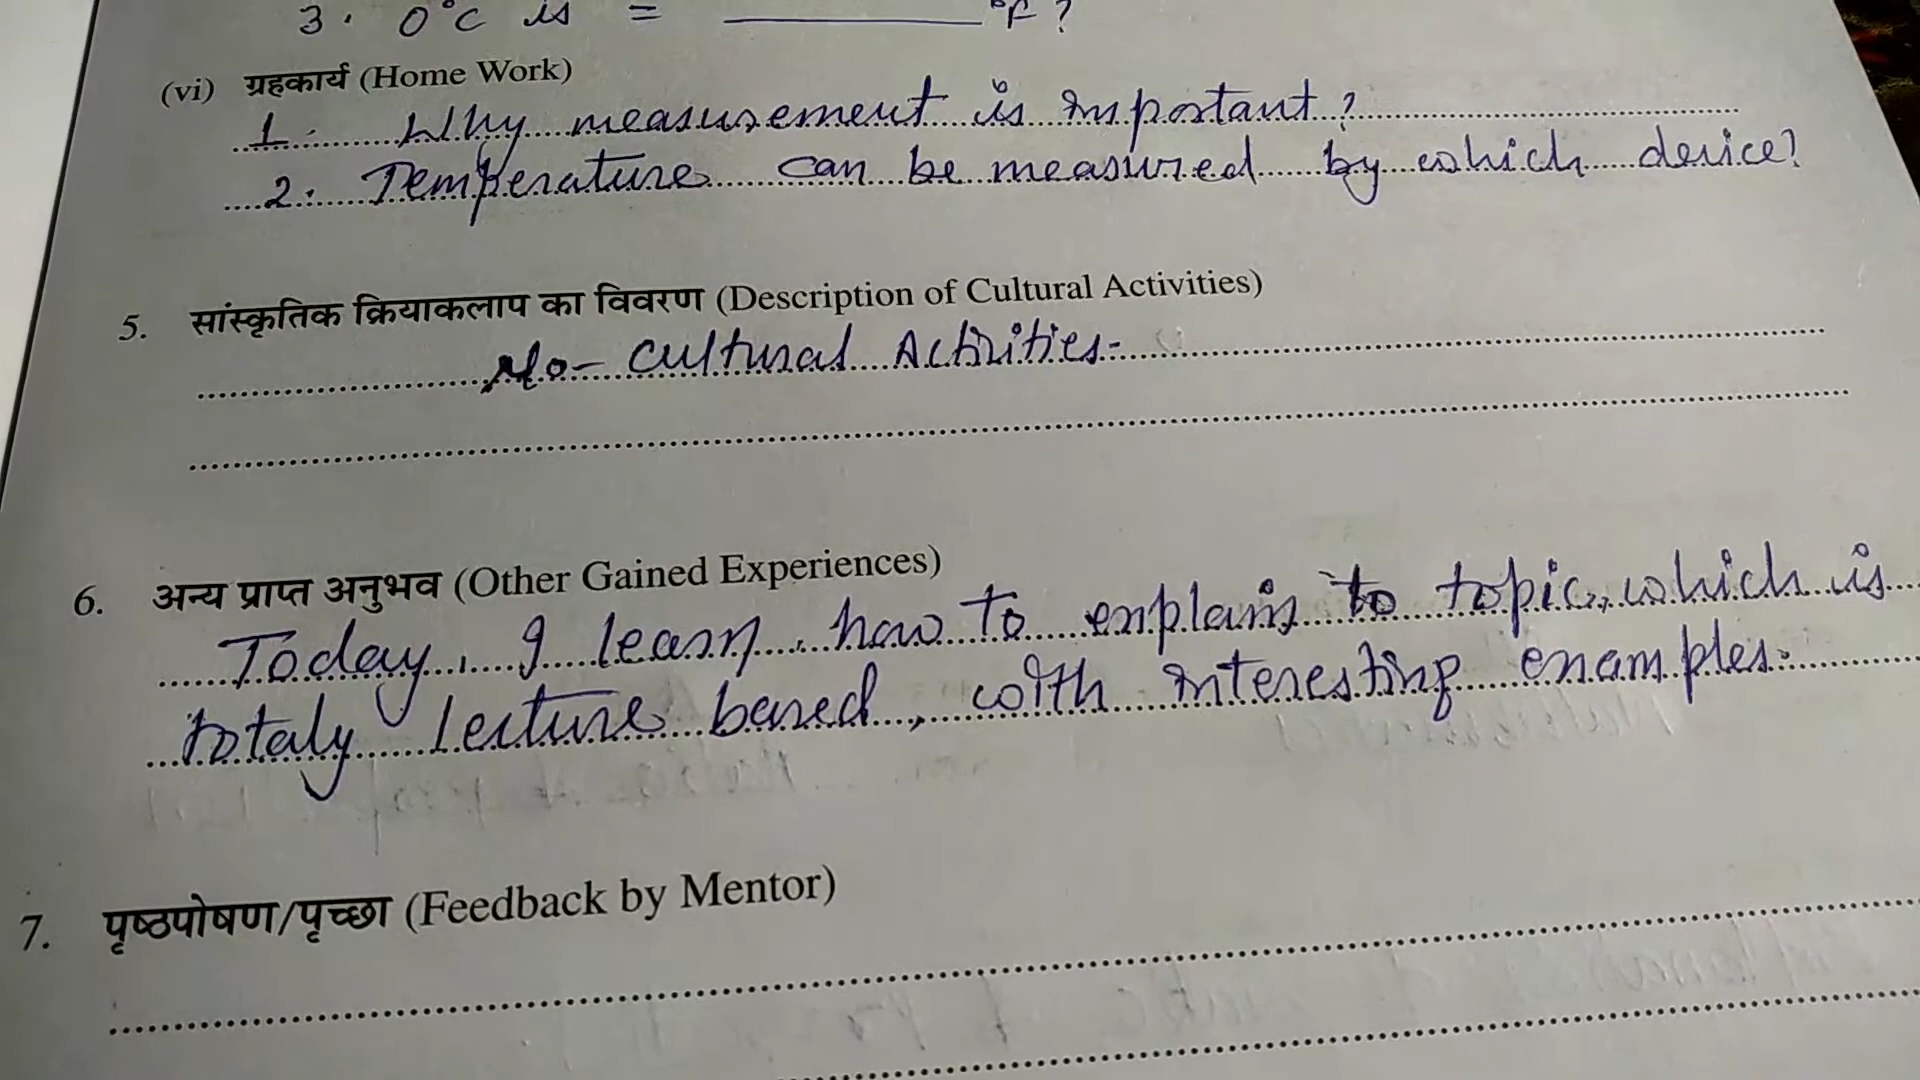 3. 0°C is = ________ °F ?
(vi) ग्रहकार्य (Home Work)
1. Why measurement is important ?
2. Temperature can be measured by which device?
5. सांस्कृतिक क्रियाकलाप का विवरण (Description of Cultural Activities)
No- Cultural Activities-
6. अन्य प्राप्त अनुभव (Other Gained Experiences)
Today, I learn how to explain to topic, which is
totaly lecture based, with interesting examples.
7. पृष्ठपोषण/पृच्छा (Feedback by Mentor)